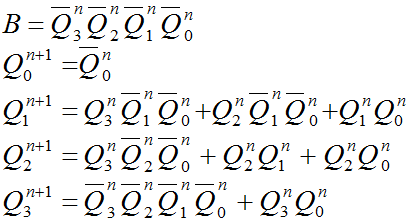 B = Q̅₃ⁿ Q̅₂ⁿ Q̅₁ⁿ Q̅₀ⁿ
Q₀ⁿ⁺¹ = Q̅₀ⁿ
Q₁ⁿ⁺¹ = Q₃ⁿ Q̅₁ⁿ Q̅₀ⁿ + Q₂ⁿ Q̅₁ⁿ Q̅₀ⁿ + Q₁ⁿ Q₀ⁿ
Q₂ⁿ⁺¹ = Q₃ⁿ Q̅₂ⁿ Q̅₀ⁿ + Q₂ⁿ Q₁ⁿ + Q₂ⁿ Q₀ⁿ
Q₃ⁿ⁺¹ = Q̅₃ⁿ Q̅₂ⁿ Q̅₁ⁿ Q̅₀ⁿ + Q₃ⁿ Q₀ⁿ